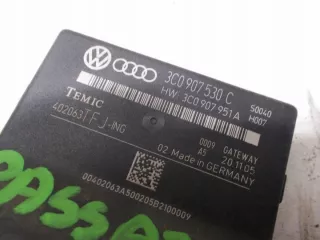 3C0 907 530 C
HW: 3C0 907 951A
S0040
H007
TEMIC
402063TFJ-ING
0009 GATEWAY
A5 20.11.05
02 Made in GERMANY
00402063A500205B2100009
PASSAT